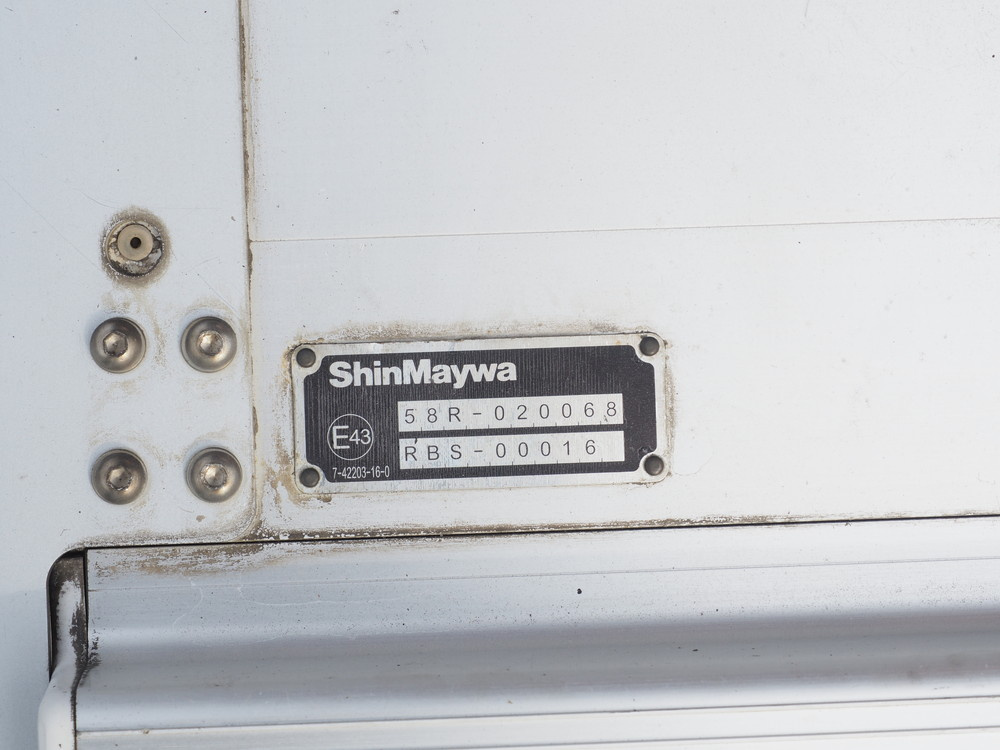 ShinMaywa
58R-020068
E43
RBS-00016
7-42203-16-0